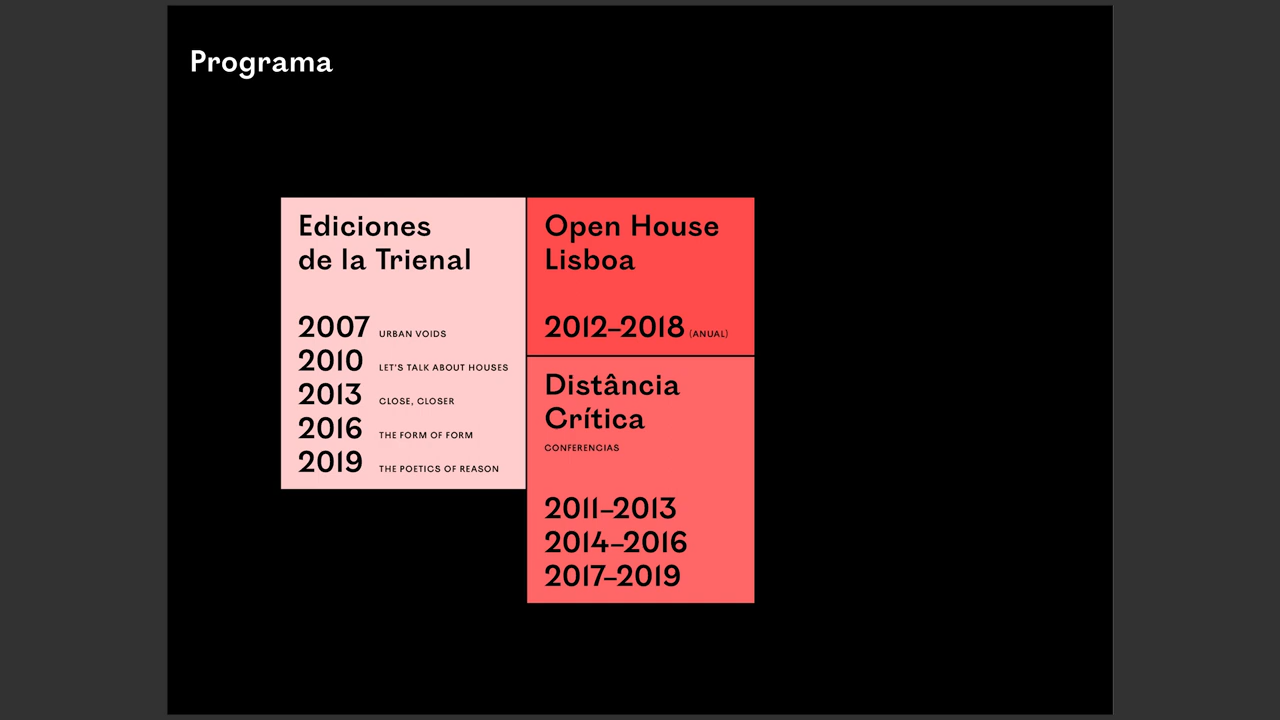 Programa
Ediciones
de la Trienal
2007 URBAN VOIDS
2010 LET'S TALK ABOUT HOUSES
2013 CLOSE, CLOSER
2016 THE FORM OF FORM
2019 THE POETICS OF REASON
Open House
Lisboa
2012–2018 (ANUAL)
Distância
Crítica
CONFERENCIAS
2011–2013
2014–2016
2017–2019